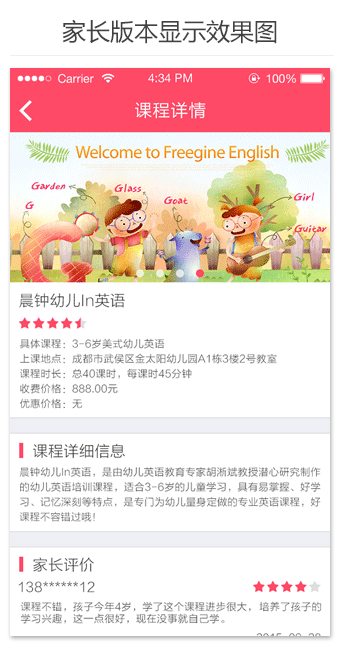 家长版本显示效果图
Carrier 4:34 PM 100%
课程详情
Welcome to Freegine English
Garden
Glass
Goat
Girl
G
Guitar
晨钟幼儿In英语
具体课程：3-6岁美式幼儿英语
上课地点：成都市武侯区金太阳幼儿园A1栋3楼2号教室
课程时长：总40课时，每课时45分钟
收费价格：888.00元
优惠价格：无
课程详细信息
晨钟幼儿In英语，是由幼儿英语教育专家胡淅斌教授潜心研究制作
的幼儿英语培训课程，适合3-6岁的儿童学习，具有易掌握、好学
习、记忆深刻等特点，是专门为幼儿量身定做的专业英语课程，好
课程不容错过哦！
家长评价
138******12
课程不错，孩子今年4岁，学了这个课程进步很大，培养了孩子的
学习兴趣，这一点很好，现在没事就自己学。